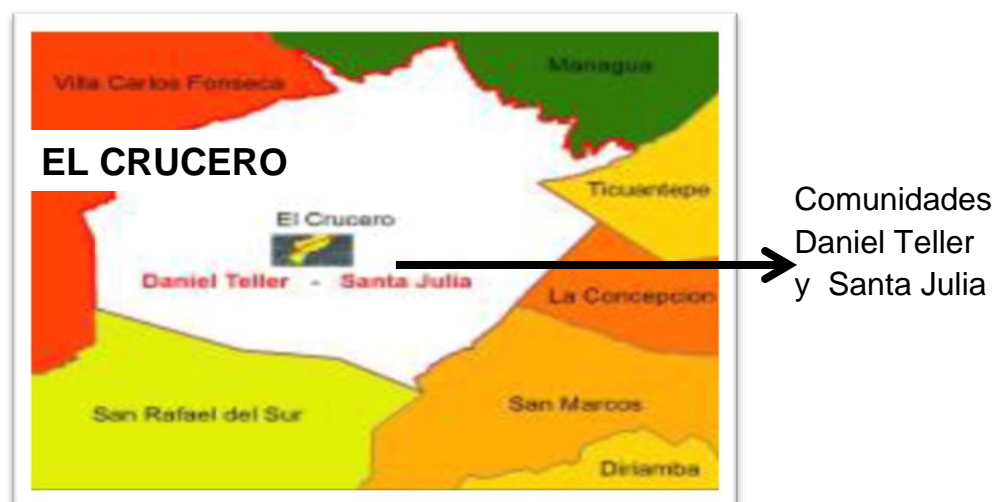 Villa Carlos Fonseca
Managua
EL CRUCERO
Ticuantepe
El Crucero
Daniel Teller - Santa Julia
La Concepcion
San Rafael del Sur
San Marcos
Diriamba
Comunidades
Daniel Teller
y Santa Julia